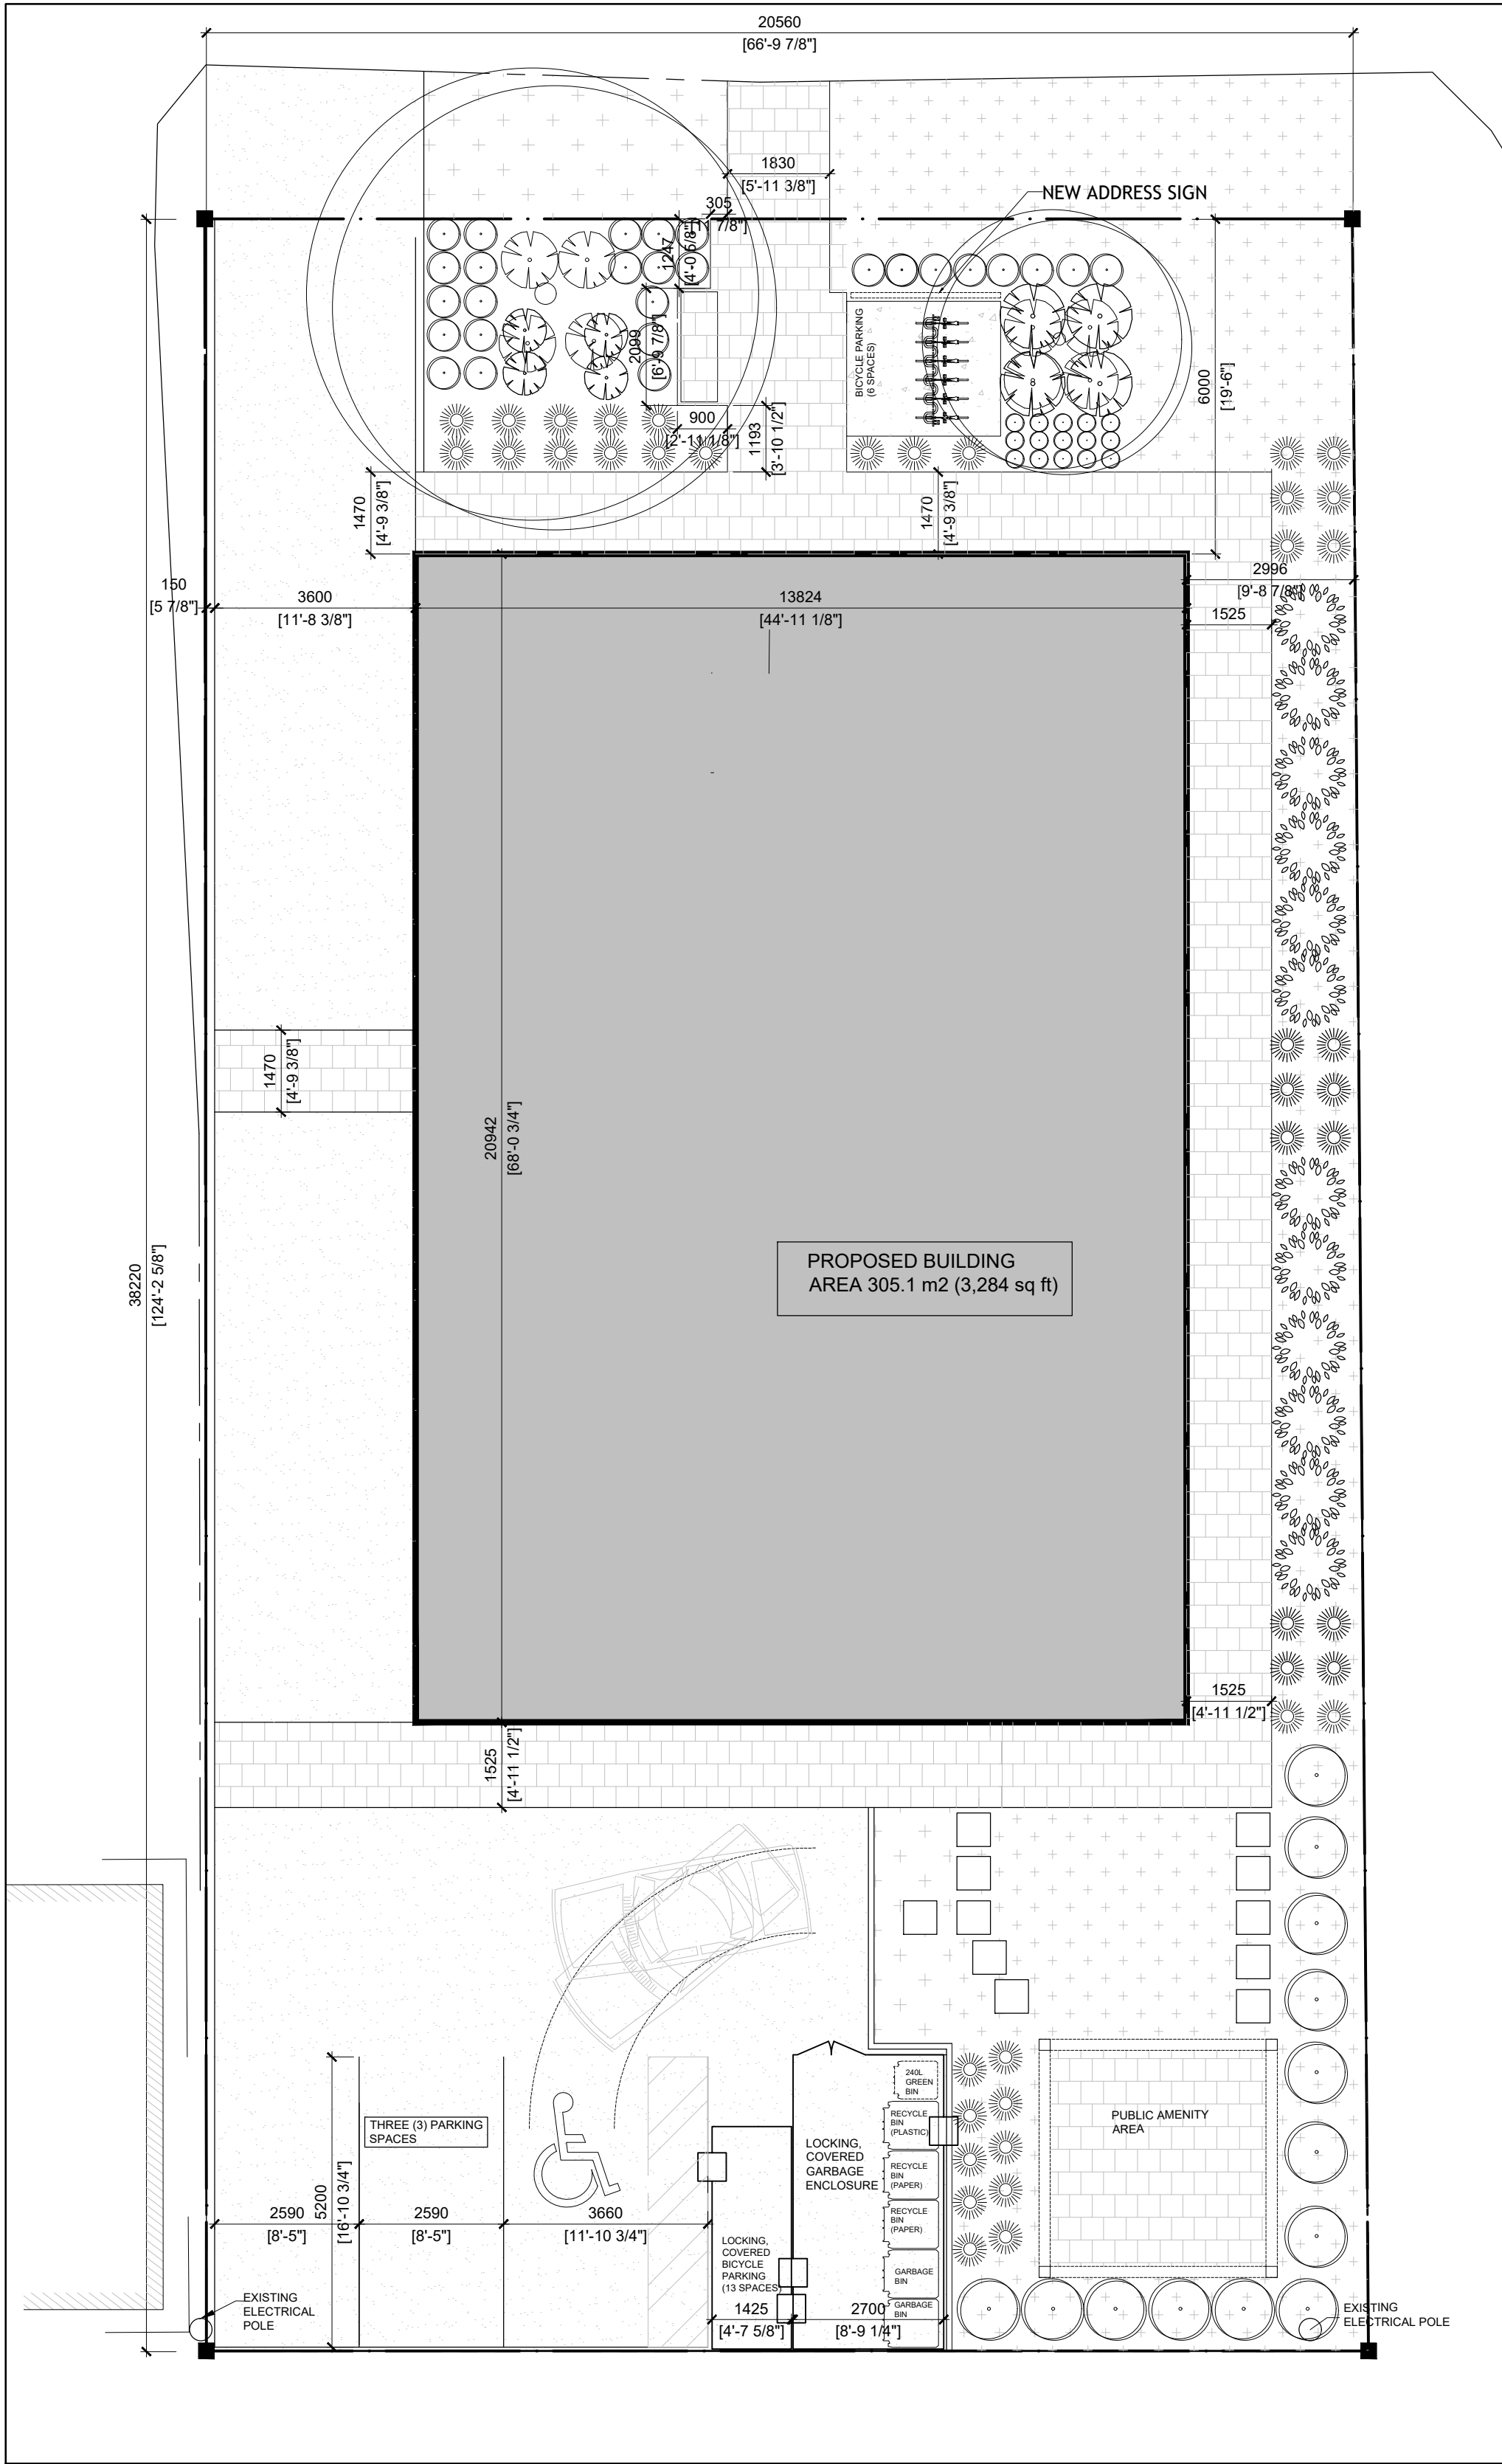 20560
[66'-9 7/8"]
1830
[5'-11 3/8"]
NEW ADDRESS SIGN
305
[11 7/8"]
1247
[4'-0 5/8"]
2099
[6'-9 7/8"]
BICYCLE PARKING
(6 SPACES)
8
6000
[19'-6"]
900
[2'-11 1/8"]
1193
[3'-10 1/2"]
1470
[4'-9 3/8"]
1470
[4'-9 3/8"]
150
[5 7/8"]
3600
[11'-8 3/8"]
13824
[44'-11 1/8"]
2996
[9'-8 7/8"]
1525
1470
[4'-9 3/8"]
20942
[68'-0 3/4"]
38220
[124'-2 5/8"]
PROPOSED BUILDING
AREA 305.1 m2 (3,284 sq ft)
1525
[4'-11 1/2"]
1525
[4'-11 1/2"]
THREE (3) PARKING
SPACES
5200
[16'-10 3/4"]
2590
[8'-5"]
2590
[8'-5"]
3660
[11'-10 3/4"]
LOCKING,
COVERED
BICYCLE
PARKING
(13 SPACES)
1425
[4'-7 5/8"]
LOCKING,
COVERED
GARBAGE
ENCLOSURE
2700
[8'-9 1/4"]
240L
GREEN
BIN
RECYCLE
BIN
(PLASTIC)
RECYCLE
BIN
(PAPER)
RECYCLE
BIN
(PAPER)
GARBAGE
BIN
GARBAGE
BIN
PUBLIC AMENITY
AREA
EXISTING
ELECTRICAL
POLE
EXISTING
ELECTRICAL POLE